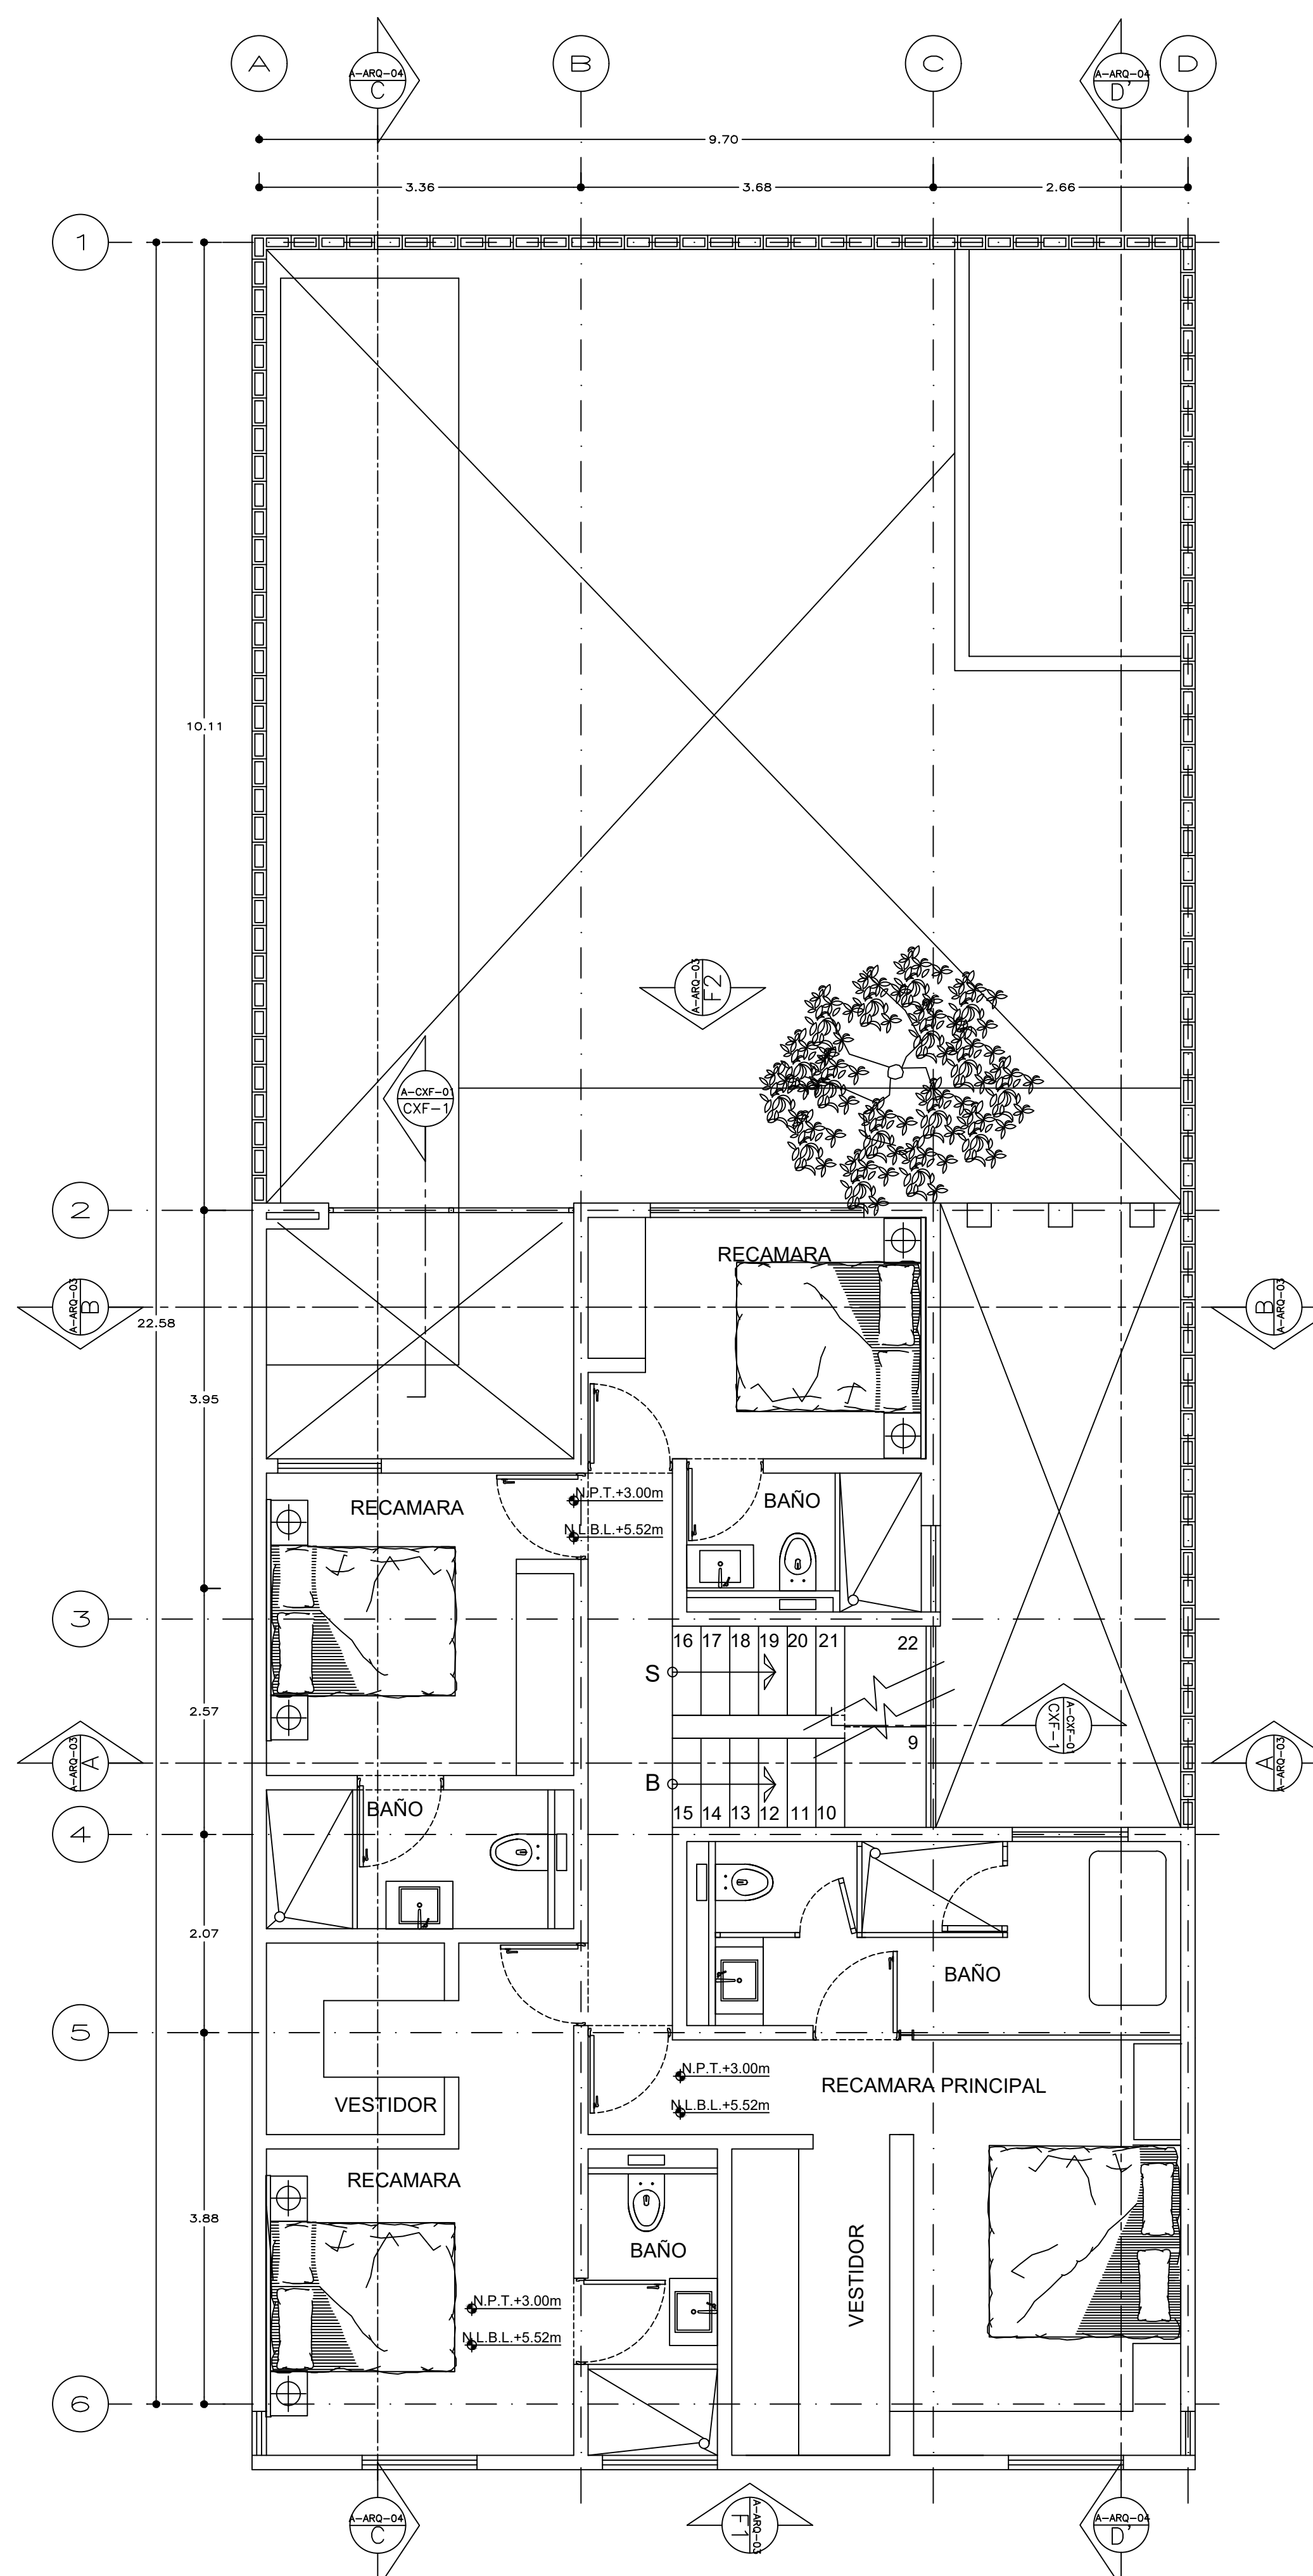 A
A-ARQ-04
C
B
C
A-ARQ-04
D'
D
9.70
3.36
3.68
2.66
1
10.11
A-ARQ-03
F2
A-CXF-01
CXF-1
2
RECAMARA
A-ARQ-03
B
B
A-ARQ-03
22.58
3.95
RECAMARA
N.P.T.+3.00m
BAÑO
N.L.B.L.+5.52m
3
16
17
18
19
20
21
22
S
2.57
A-CXF-01
CXF-1
A-ARQ-03
A
9
A
A-ARQ-03
B
BAÑO
15
14
13
12
11
10
4
2.07
BAÑO
5
N.P.T.+3.00m
RECAMARA PRINCIPAL
VESTIDOR
N.L.B.L.+5.52m
RECAMARA
3.88
BAÑO
VESTIDOR
N.P.T.+3.00m
N.L.B.L.+5.52m
6
A-ARQ-04
C
A-ARQ-03
F1
A-ARQ-04
D'